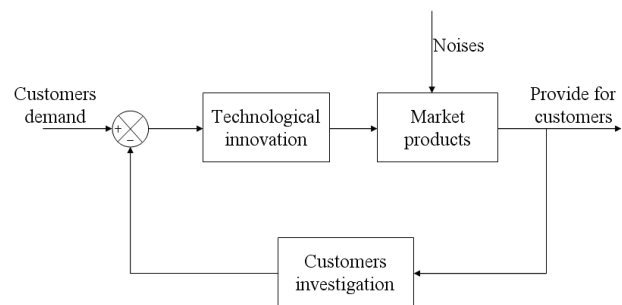 Noises
Customers
demand
+
−
Technological
innovation
Market
products
Provide for
customers
Customers
investigation